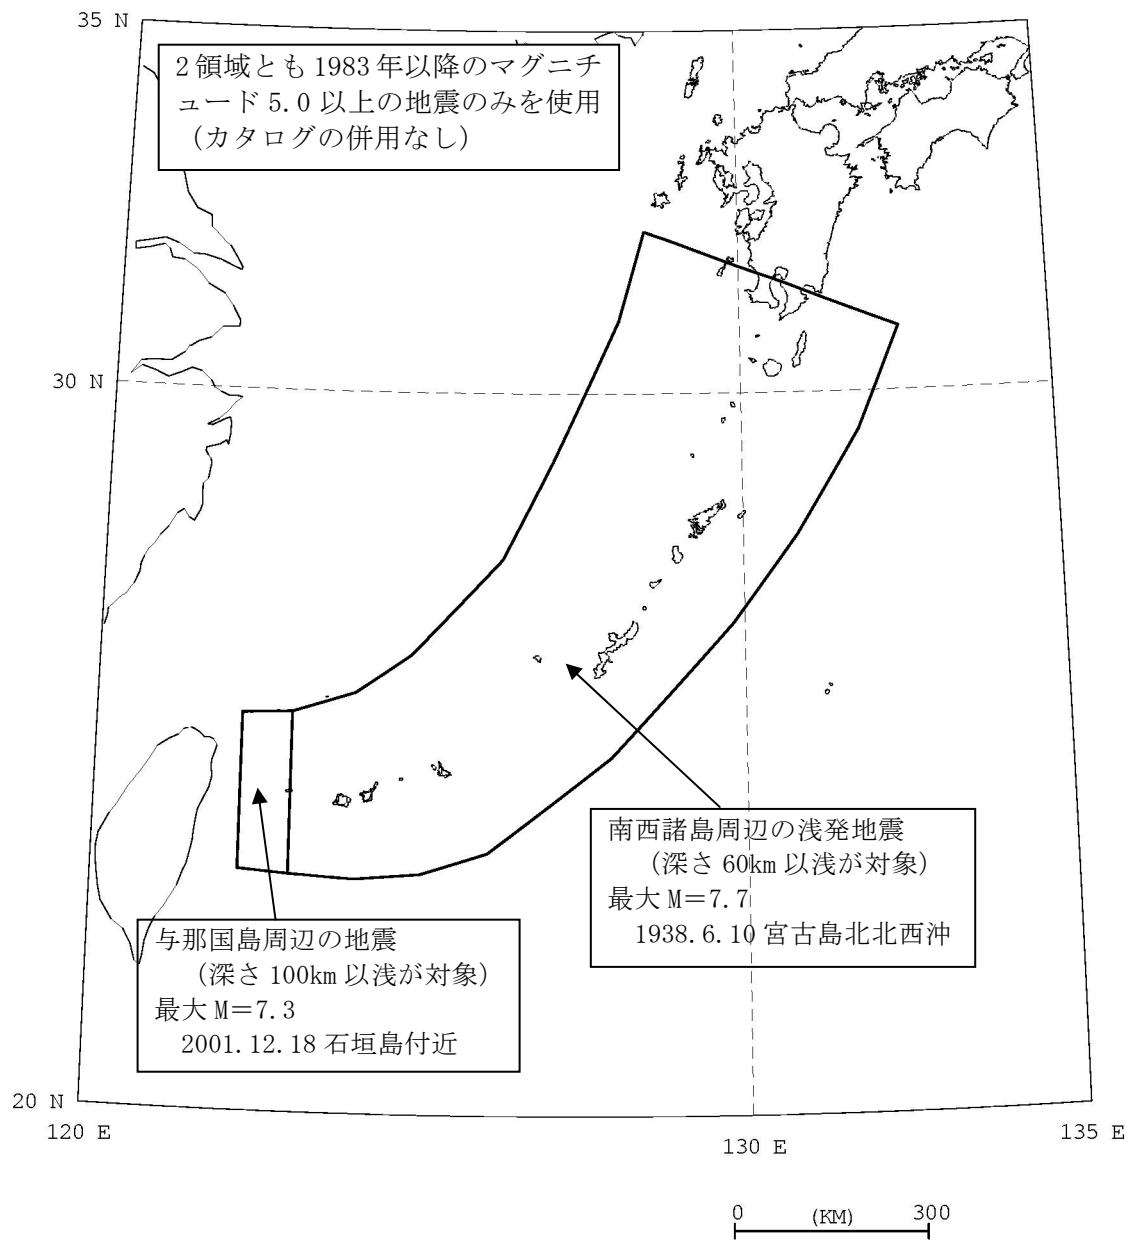 35 N
2領域とも1983年以降のマグニチ
ュード5.0以上の地震のみを使用
（カタログの併用なし）
30 N
南西諸島周辺の浅発地震
（深さ60km以浅が対象）
最大M＝7.7
1938.6.10宮古島北北西沖
与那国島周辺の地震
（深さ100km以浅が対象）
最大M＝7.3
2001.12.18石垣島付近
20 N
120 E
130 E
135 E
0 (KM) 300